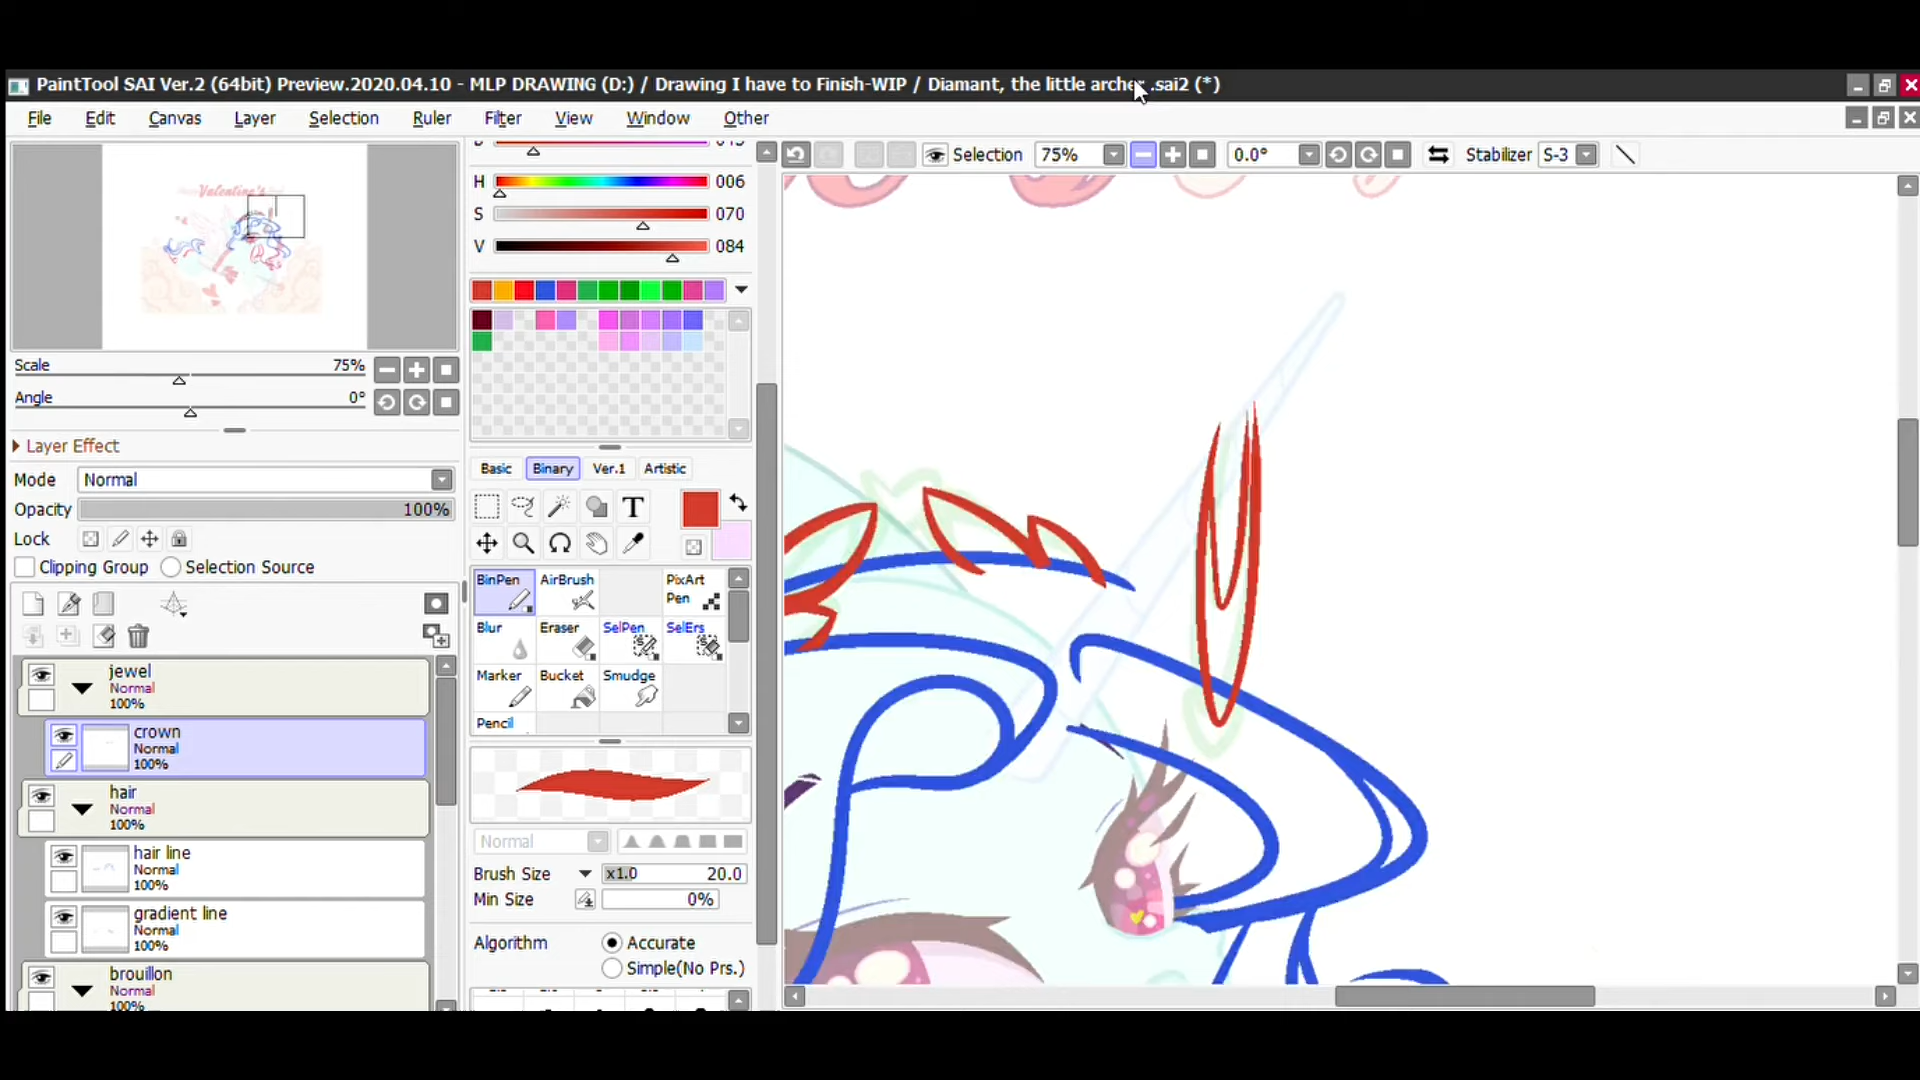 PaintTool SAI Ver.2 (64bit) Preview.2020.04.10 - MLP DRAWING (D:) / Drawing I have to Finish-WIP / Diamant, the little archer .sai2 (*)
File Edit Canvas Layer Selection Ruler Filter View Window Other
Selection 75% 0.0° Stabilizer S-3
H 006
S 070
V 084
Valentine's
Scale 75%
Angle 0°
Layer Effect
Mode Normal
Opacity 100%
Lock
Clipping Group Selection Source
jewel
Normal
100%
crown
Normal
100%
hair
Normal
100%
hair line
Normal
100%
gradient line
Normal
100%
brouillon
Normal
100%
Basic Binary Ver.1 Artistic
T
BinPen AirBrush PixArt
Pen
Blur Eraser SelPen SelErs
Marker Bucket Smudge
Pencil
Normal
Brush Size x1.0 20.0
Min Size 0%
Algorithm Accurate
Simple(No Prs.)